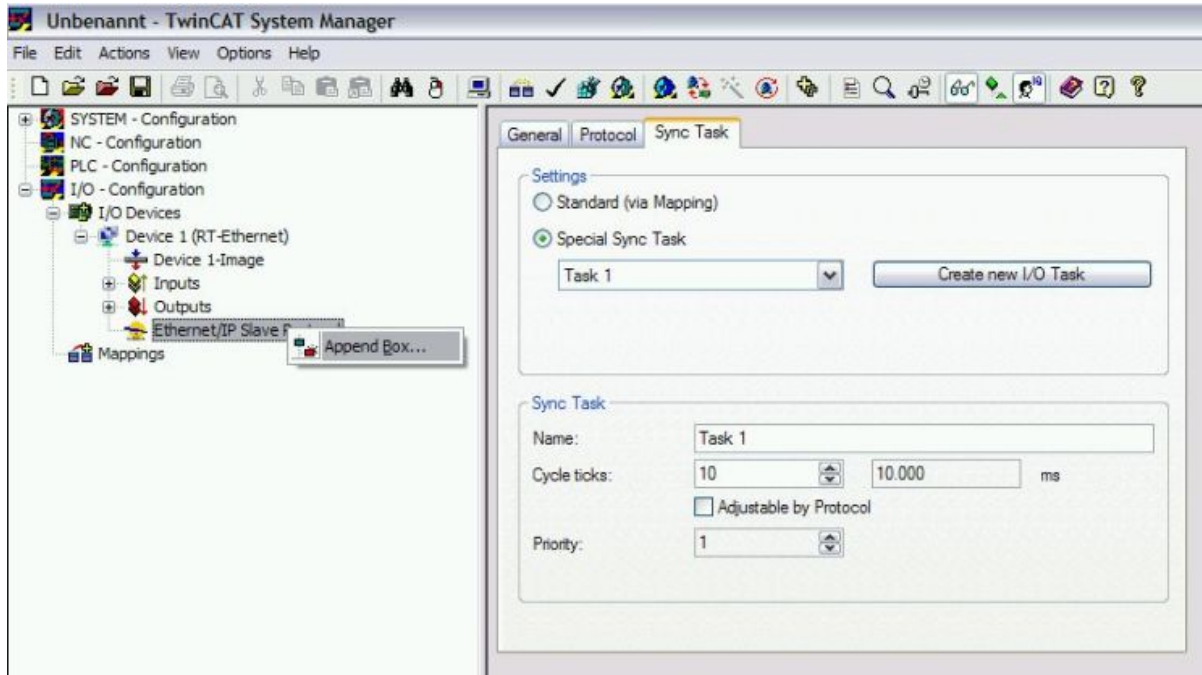 Unbenannt - TwinCAT System Manager
File Edit Actions View Options Help
SYSTEM - Configuration
NC - Configuration
PLC - Configuration
I/O - Configuration
I/O Devices
Device 1 (RT-Ethernet)
Device 1-Image
Inputs
Outputs
Ethernet/IP Slave
Append Box...
Mappings
General Protocol Sync Task
Settings
Standard (via Mapping)
Special Sync Task
Task 1 Create new I/O Task
Sync Task
Name: Task 1
Cycle ticks: 10 10.000 ms
Adjustable by Protocol
Priority: 1